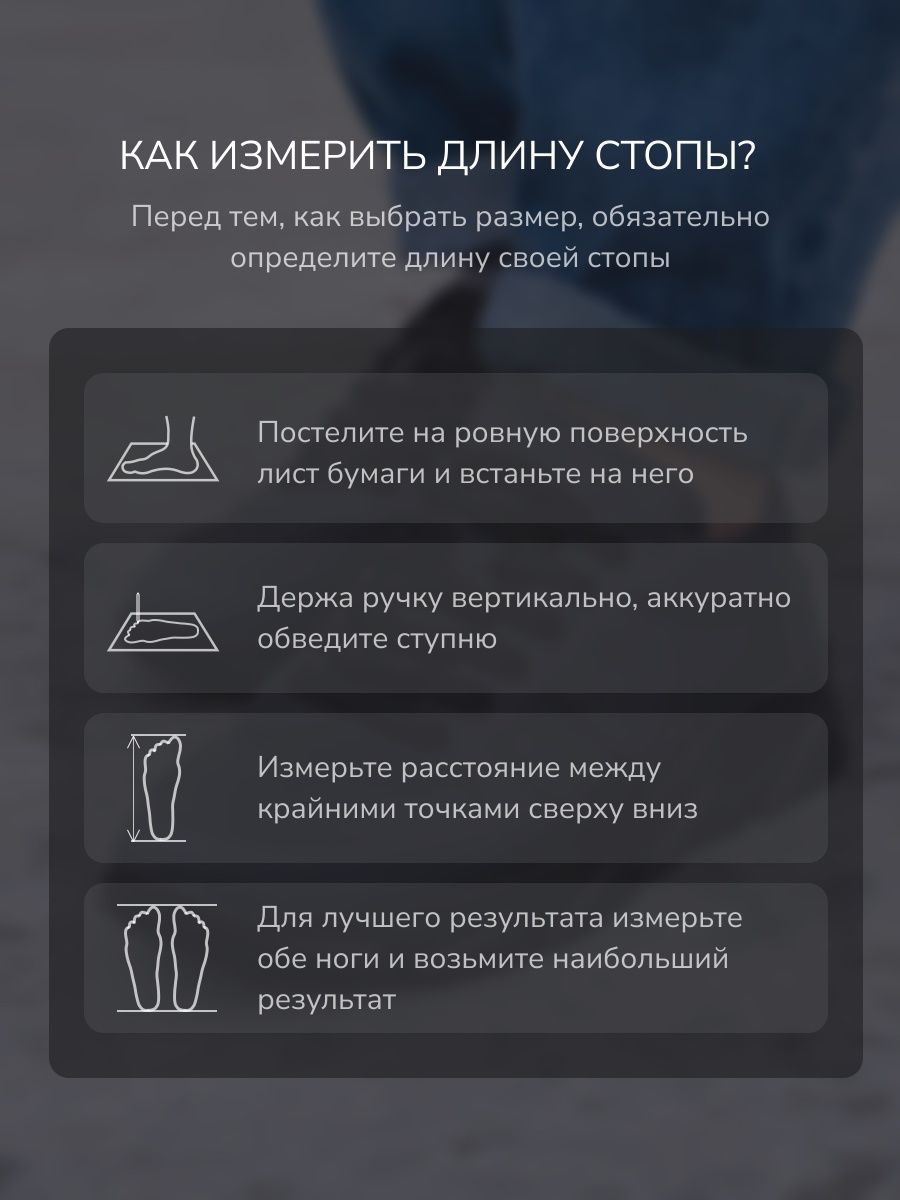 КАК ИЗМЕРИТЬ ДЛИНУ СТОПЫ?
Перед тем, как выбрать размер, обязательно
определите длину своей стопы
Постелите на ровную поверхность
лист бумаги и встаньте на него
Держа ручку вертикально, аккуратно
обведите ступню
Измерьте расстояние между
крайними точками сверху вниз
Для лучшего результата измерьте
обе ноги и возьмите наибольший
результат